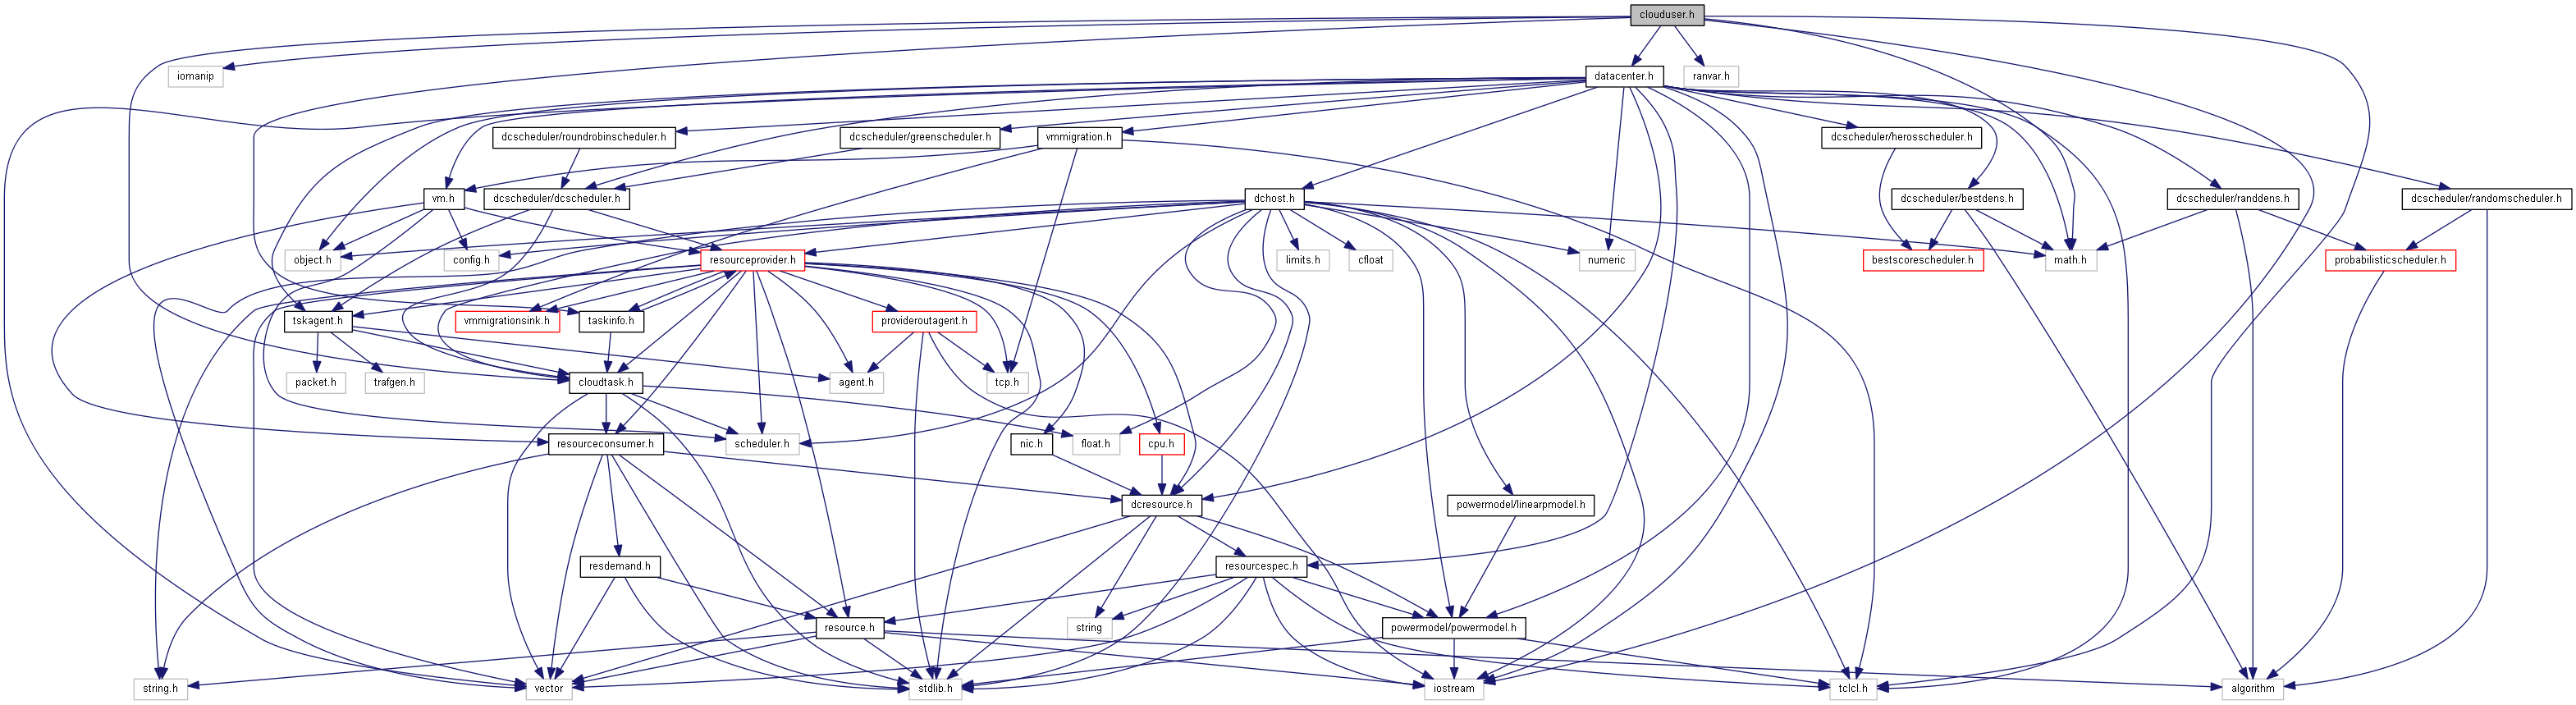 clouduser.h
iomanip
datacenter.h
ranvar.h
dcscheduler/roundrobinscheduler.h
dcscheduler/greenscheduler.h
vmmigration.h
dcscheduler/herosscheduler.h
vm.h
dcscheduler/dcscheduler.h
dchost.h
dcscheduler/bestdens.h
dcscheduler/randdens.h
dcscheduler/randomscheduler.h
object.h
config.h
resourceprovider.h
limits.h
cfloat
numeric
bestscorescheduler.h
math.h
probabilisticscheduler.h
tskagent.h
vmmigrationsink.h
taskinfo.h
provideroutagent.h
packet.h
trafgen.h
cloudtask.h
agent.h
tcp.h
resourceconsumer.h
scheduler.h
nic.h
float.h
cpu.h
dcresource.h
powermodel/linearpmodel.h
resdemand.h
resourcespec.h
resource.h
string
powermodel/powermodel.h
string.h
vector
stdlib.h
iostream
tclcl.h
algorithm